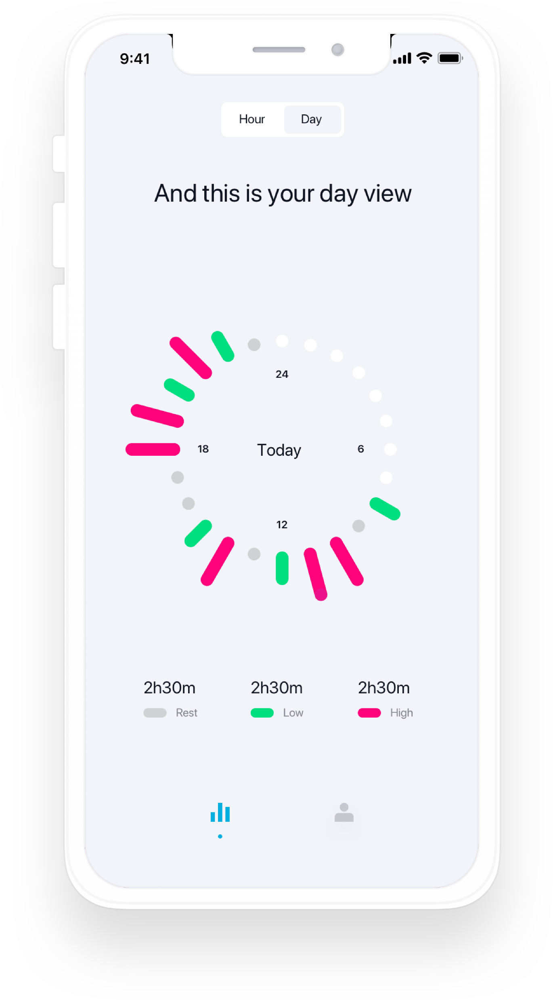 9:41
Hour Day
And this is your day view
24
18 Today 6
12
2h30m 2h30m 2h30m
Rest Low High